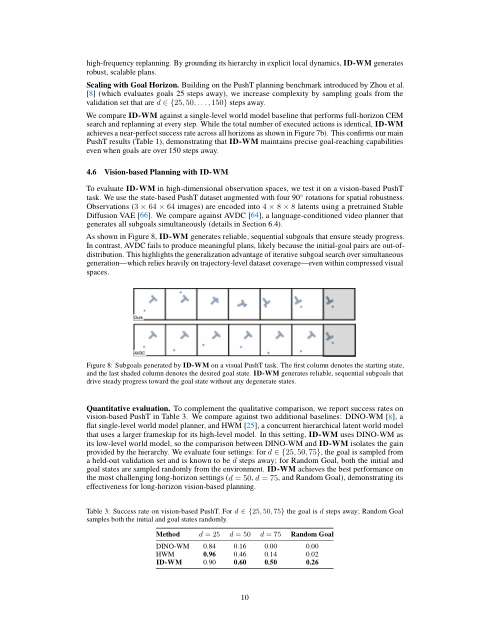 high-frequency replanning. By grounding its hierarchy in explicit local dynamics, ID-WM generates
robust, scalable plans.
Scaling with Goal Horizon. Building on the PushT planning benchmark introduced by Zhou et al.
[8] (which evaluates goals 25 steps away), we increase complexity by sampling goals from the
validation set that are d ∈ {25, 50, . . . , 150} steps away.
We compare ID-WM against a single-level world model baseline that performs full-horizon CEM
search and replanning at every step. While the total number of executed actions is identical, ID-WM
achieves a near-perfect success rate across all horizons as shown in Figure 7b). This confirms our main
PushT results (Table 1), demonstrating that ID-WM maintains precise goal-reaching capabilities
even when goals are over 150 steps away.
4.6 Vision-based Planning with ID-WM
To evaluate ID-WM in high-dimensional observation spaces, we test it on a vision-based PushT
task. We use the state-based PushT dataset augmented with four 90° rotations for spatial robustness.
Observations (3 × 64 × 64 images) are encoded into 4 × 8 × 8 latents using a pretrained Stable
Diffusion VAE [66]. We compare against AVDC [64], a language-conditioned video planner that
generates all subgoals simultaneously (details in Section 6.4).
As shown in Figure 8, ID-WM generates reliable, sequential subgoals that ensure steady progress.
In contrast, AVDC fails to produce meaningful plans, likely because the initial-goal pairs are out-of-
distribution. This highlights the generalization advantage of iterative subgoal search over simultaneous
generation—which relies heavily on trajectory-level dataset coverage—even within compressed visual
spaces.
Ours
AVDC
Figure 8: Subgoals generated by ID-WM on a visual PushT task. The first column denotes the starting state,
and the last shaded column denotes the desired goal state. ID-WM generates reliable, sequential subgoals that
drive steady progress toward the goal state without any degenerate states.
Quantitative evaluation. To complement the qualitative comparison, we report success rates on
vision-based PushT in Table 3. We compare against two additional baselines: DINO-WM [8], a
flat single-level world model planner, and HWM [25], a concurrent hierarchical latent world model
that uses a larger frameskip for its high-level model. In this setting, ID-WM uses DINO-WM as
its low-level world model, so the comparison between DINO-WM and ID-WM isolates the gain
provided by the hierarchy. We evaluate four settings: for d ∈ {25, 50, 75}, the goal is sampled from
a held-out validation set and is known to be d steps away; for Random Goal, both the initial and
goal states are sampled randomly from the environment. ID-WM achieves the best performance on
the most challenging long-horizon settings (d = 50, d = 75, and Random Goal), demonstrating its
effectiveness for long-horizon vision-based planning.
Table 3: Success rate on vision-based PushT. For d ∈ {25, 50, 75} the goal is d steps away; Random Goal
samples both the initial and goal states randomly.
Method d = 25 d = 50 d = 75 Random Goal
DINO-WM 0.84 0.16 0.00 0.00
HWM 0.96 0.46 0.14 0.02
ID-WM 0.90 0.60 0.50 0.26
10